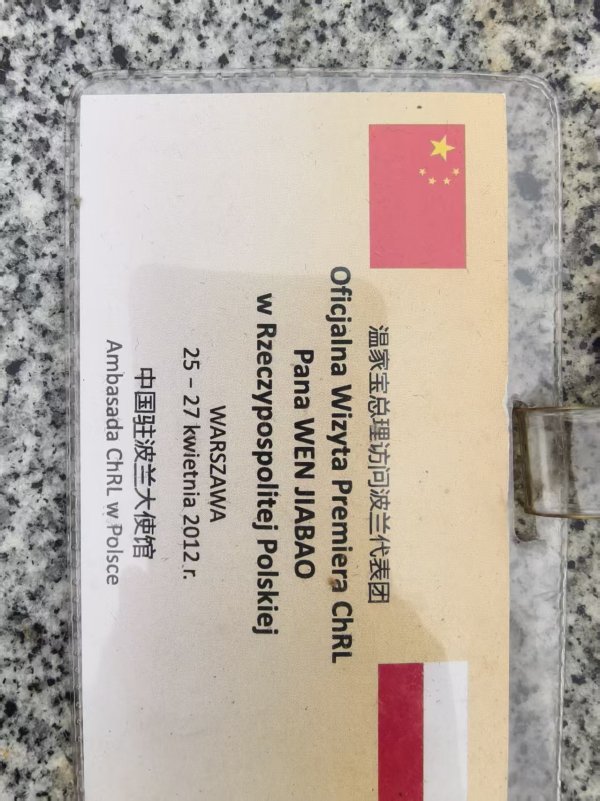 温家宝总理访问波兰代表团
Oficjalna Wizyta Premiera ChRL
Pana WEN JIABAO
w Rzeczypospolitej Polskiej
WARSZAWA
25 – 27 kwietnia 2012 r.
中国驻波兰大使馆
Ambasada ChRL w Polsce